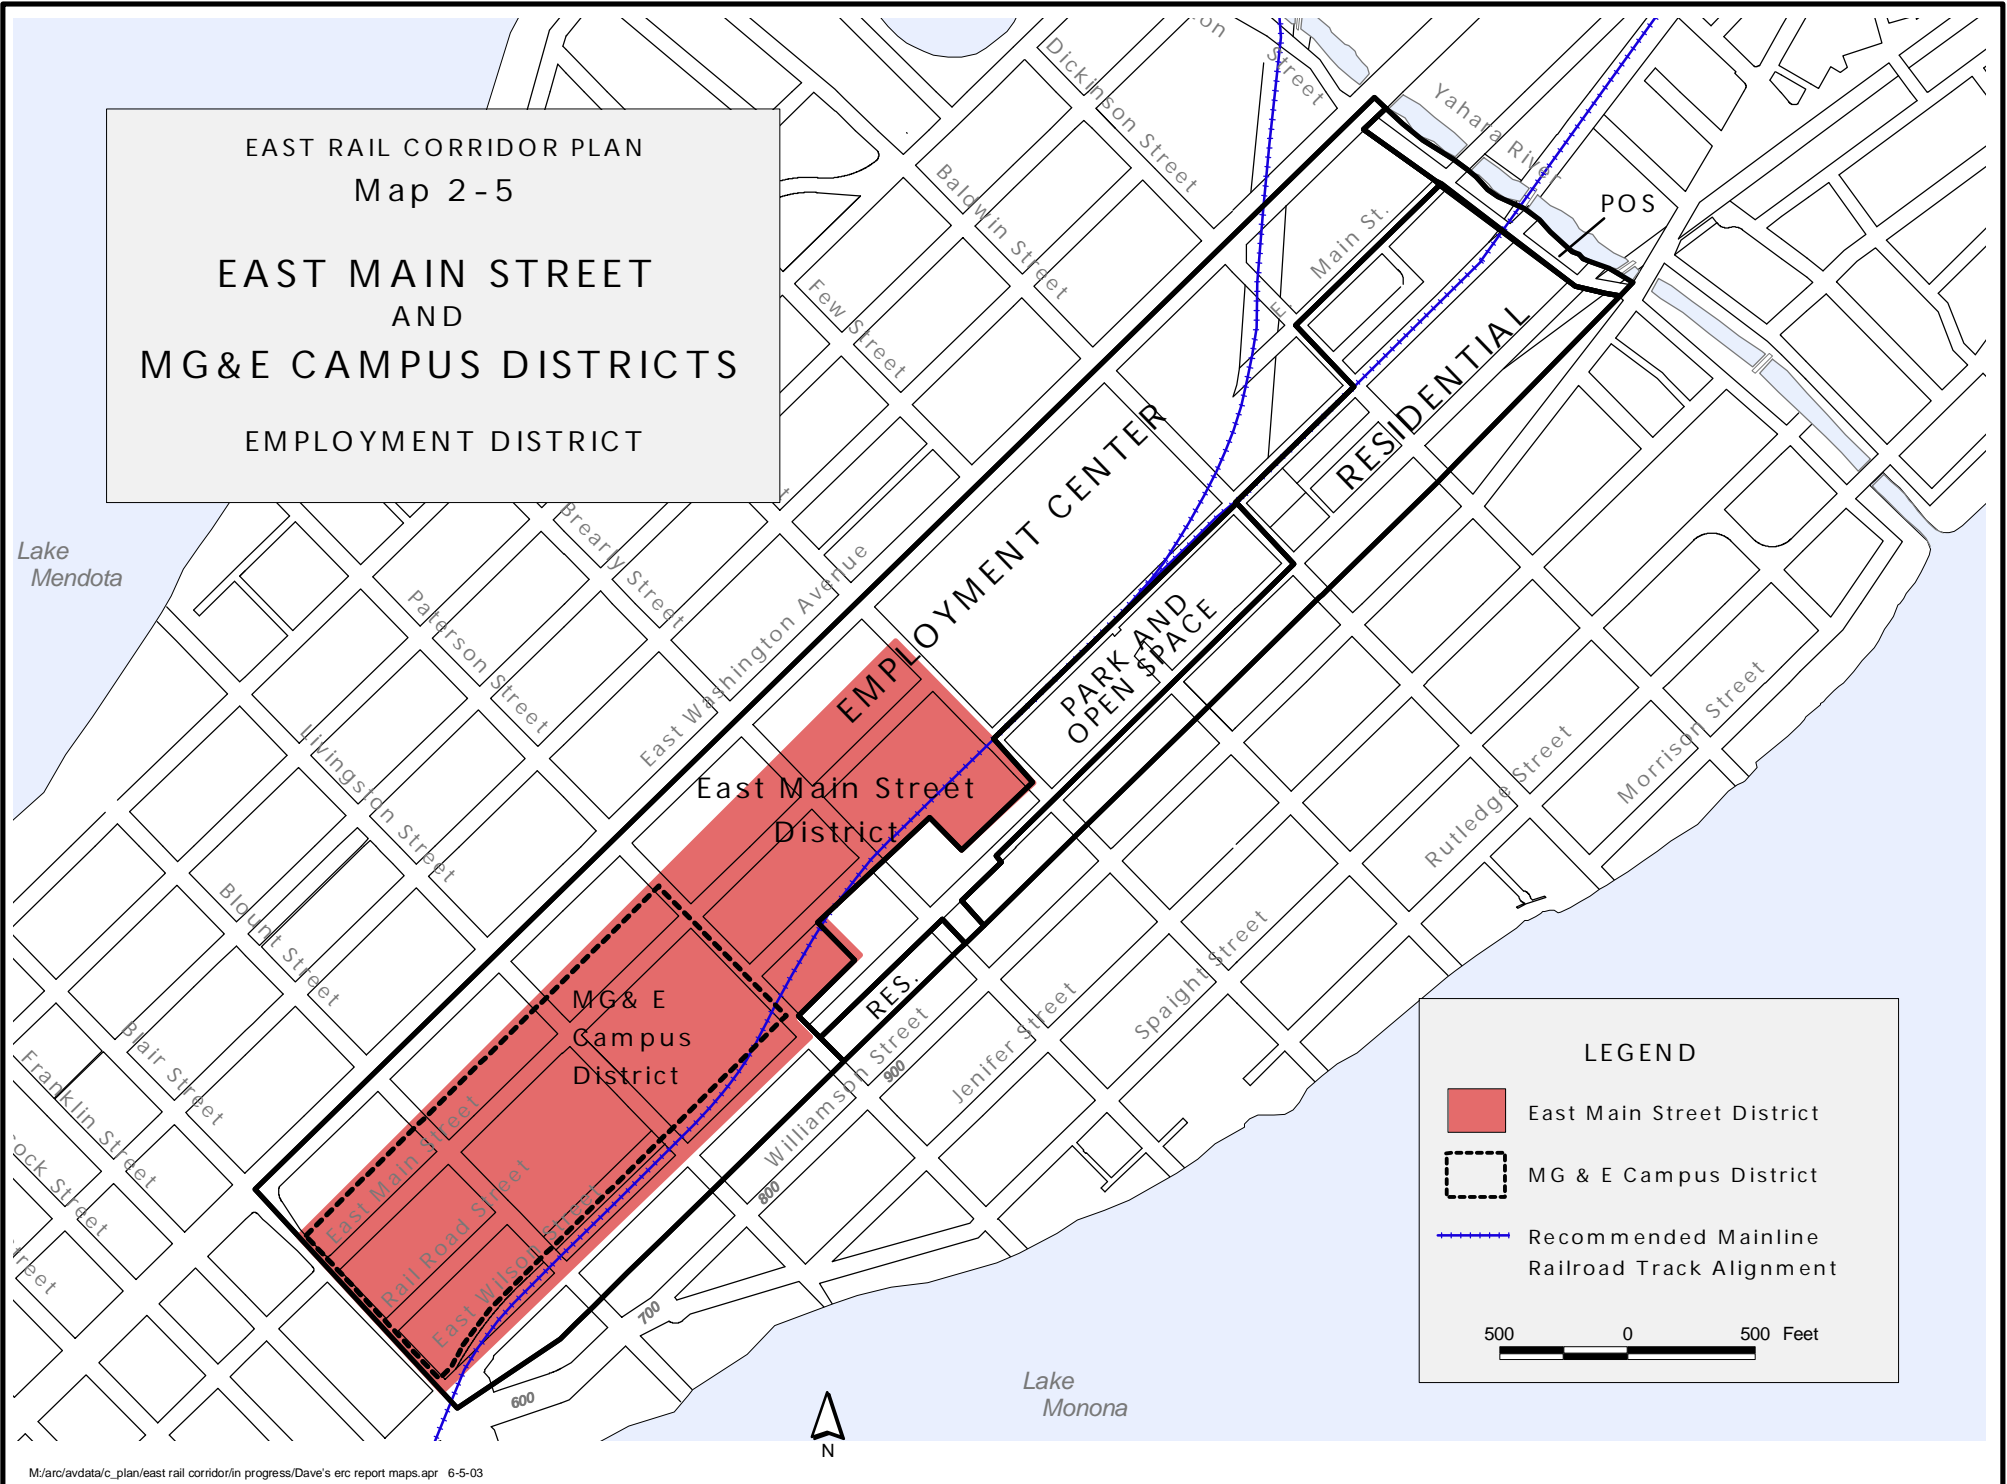 EAST RAIL CORRIDOR PLAN
Map 2-5
EAST MAIN STREET
AND
MG&E CAMPUS DISTRICTS
EMPLOYMENT DISTRICT
on
Street
Dickinson Street
Yahara River
POS
Baldwin Street
E
Main St.
Few Street
RESIDENTIAL
EMPLOYMENT CENTER
Lake
Mendota
Brearly Street
East Washington Avenue
Paterson Street
PARK AND
OPEN SPACE
Livingston Street
East Main Street
District
Morrison Street
Rutledge Street
Blount Street
MG& E
Campus
District
RES.
Spaight Street
Jenifer Street
Williamson Street
900
800
700
600
Blair Street
Franklin Street
ock Street
treet
East Main Street
Rail Road Street
East Wilson Street
LEGEND
East Main Street District
MG & E Campus District
Recommended Mainline
Railroad Track Alignment
500 0 500 Feet
Lake
Monona
N
M:/arc/avdata/c_plan/east rail corridor/in progress/Dave's erc report maps.apr 6-5-03